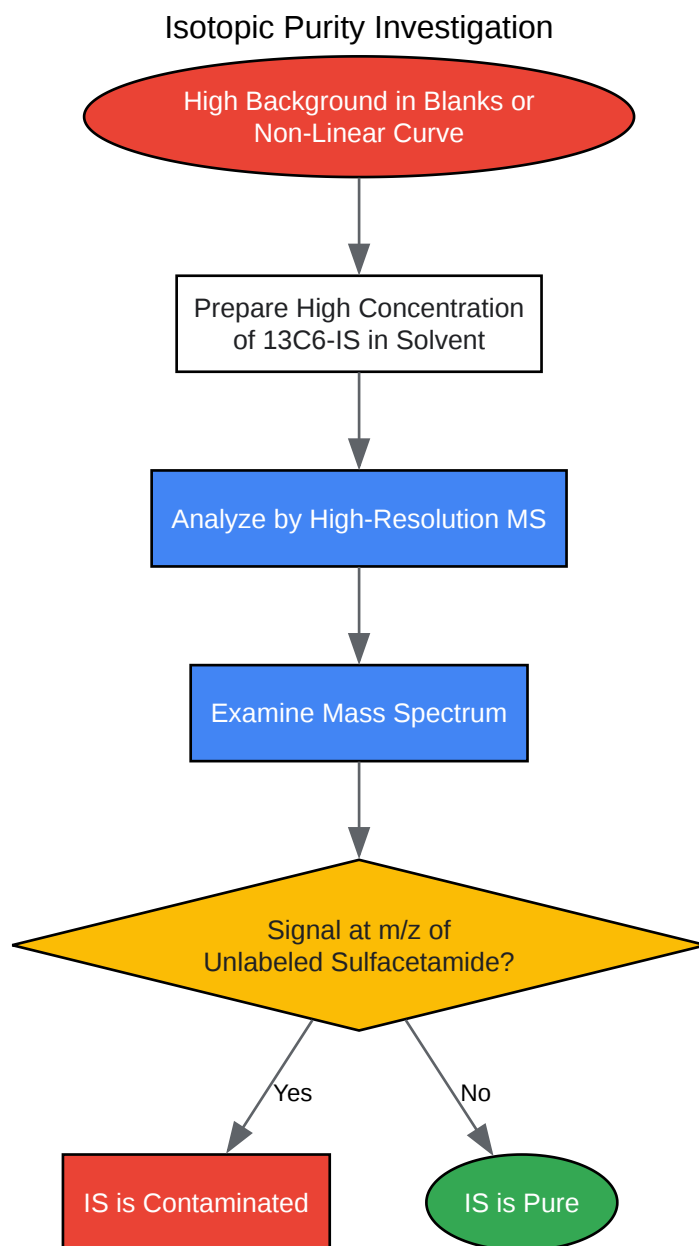 Isotopic Purity Investigation
High Background in Blanks or
Non-Linear Curve
Prepare High Concentration
of 13C6-IS in Solvent
Analyze by High-Resolution MS
Examine Mass Spectrum
Signal at m/z of
Unlabeled Sulfacetamide?
Yes
No
IS is Contaminated
IS is Pure